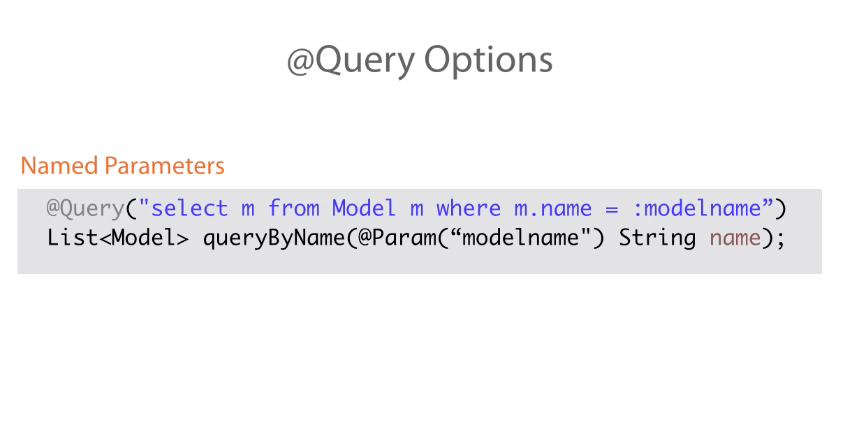 @Query Options
Named Parameters
@Query("select m from Model m where m.name = :modelname”)
List<Model> queryByName(@Param(“modelname") String name);